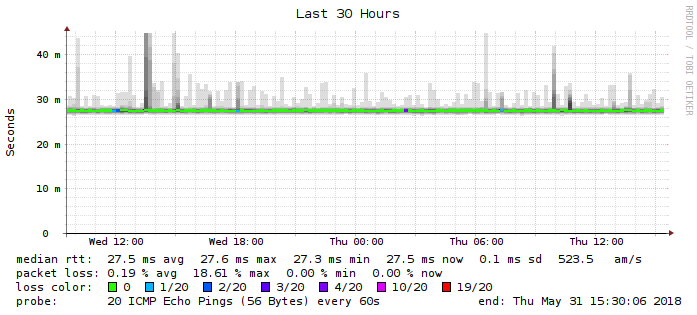 Last 30 Hours
RRDTOOL / TOBI OETIKER
Seconds
40 m
30 m
20 m
10 m
0
Wed 12:00 Wed 18:00 Thu 00:00 Thu 06:00 Thu 12:00
median rtt: 27.5 ms avg 27.6 ms max 27.3 ms min 27.5 ms now 0.1 ms sd 523.5 am/s
packet loss: 0.19 % avg 18.61 % max 0.00 % min 0.00 % now
loss color: 0 1/20 2/20 3/20 4/20 10/20 19/20
probe: 20 ICMP Echo Pings (56 Bytes) every 60s end: Thu May 31 15:30:06 2018